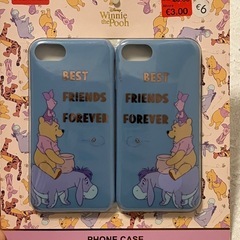 Winnie
the Pooh
€3.00
€6
BEST
FRIENDS
FOREVER
BEST
FRIENDS
FOREVER
PHONE CASE